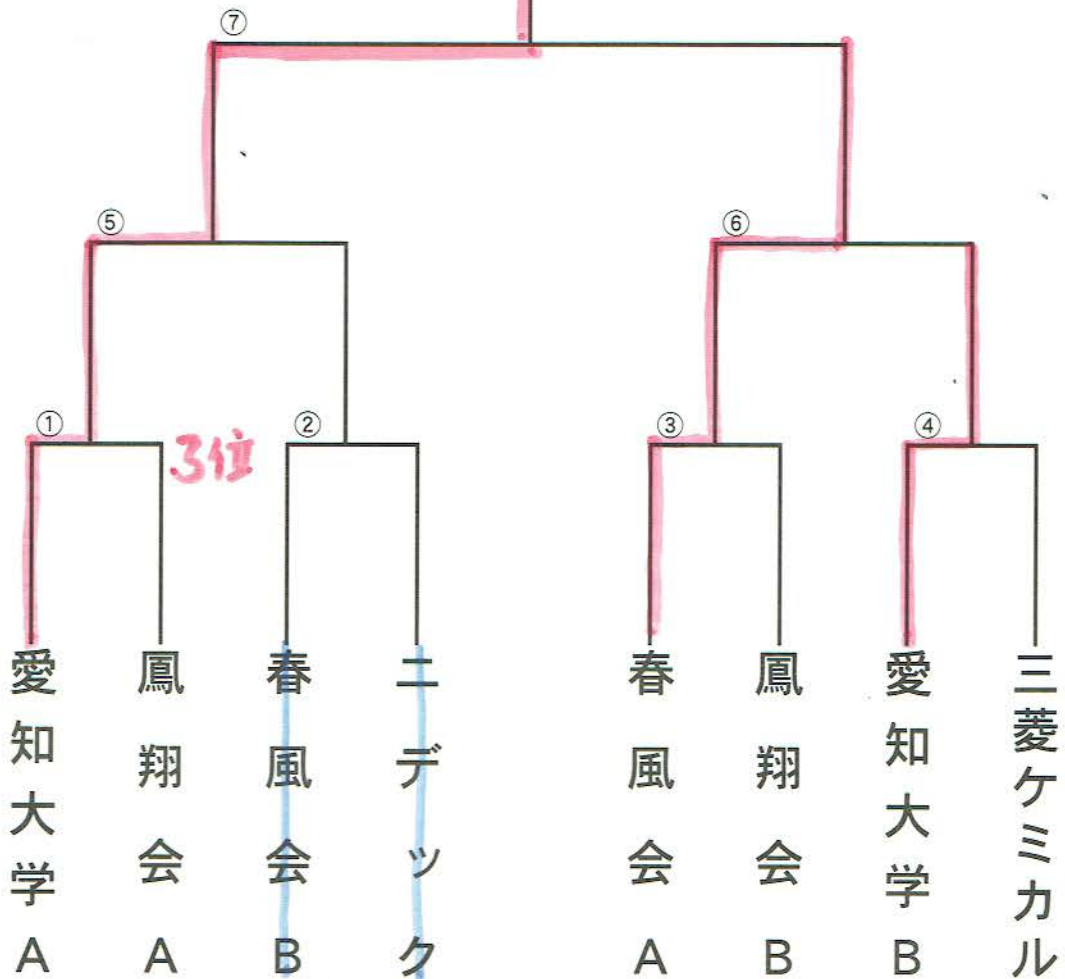 ⑦
⑤
⑥
①
3位
②
③
④
愛知大学A
鳳翔会A
春風会B
ニデック
春風会A
鳳翔会B
愛知大学B
三菱ケミカル